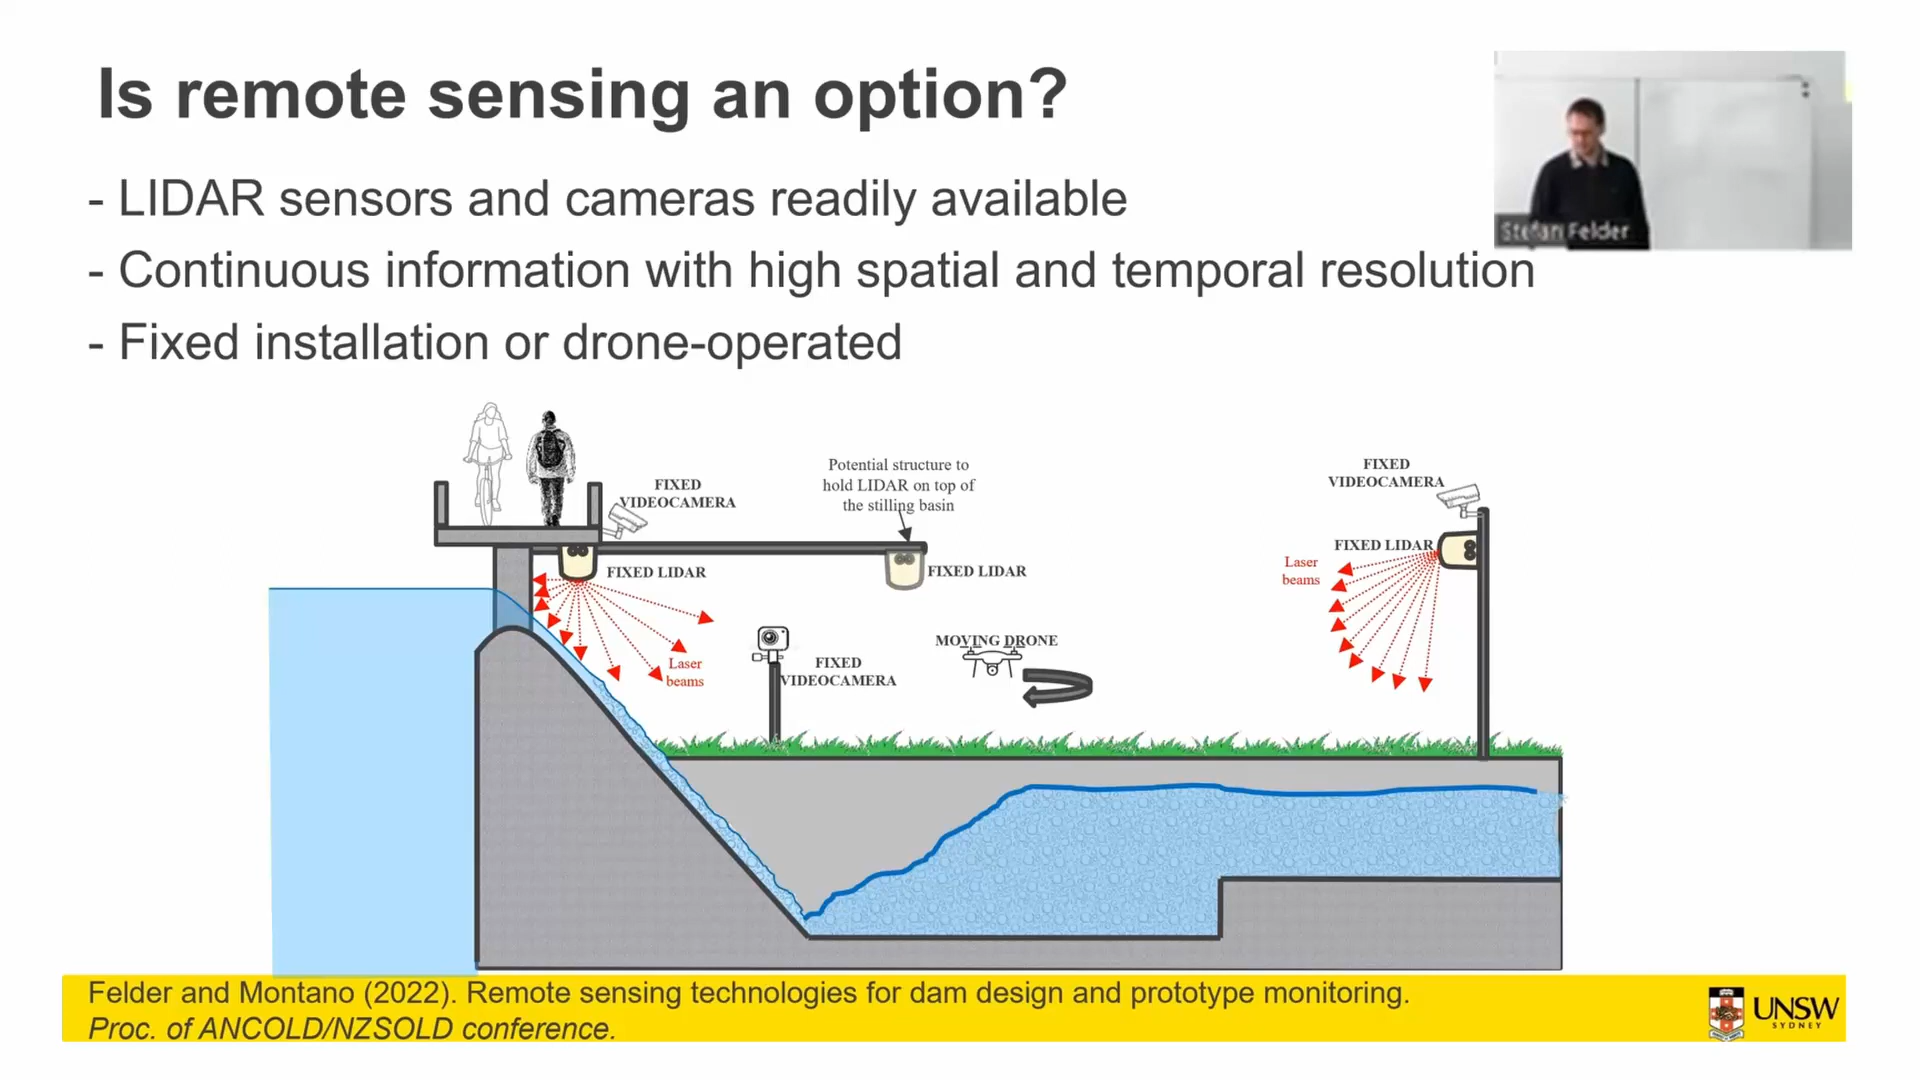 Is remote sensing an option?
- LIDAR sensors and cameras readily available
- Continuous information with high spatial and temporal resolution
- Fixed installation or drone-operated
Stefan Felder
FIXED
VIDEOCAMERA
Potential structure to
hold LIDAR on top of
the stilling basin
FIXED
VIDEOCAMERA
FIXED LIDAR
FIXED LIDAR
FIXED LIDAR
Laser
beams
Laser
beams
FIXED
VIDEOCAMERA
MOVING DRONE
Felder and Montano (2022). Remote sensing technologies for dam design and prototype monitoring.
Proc. of ANCOLD/NZSOLD conference.
UNSW
SYDNEY